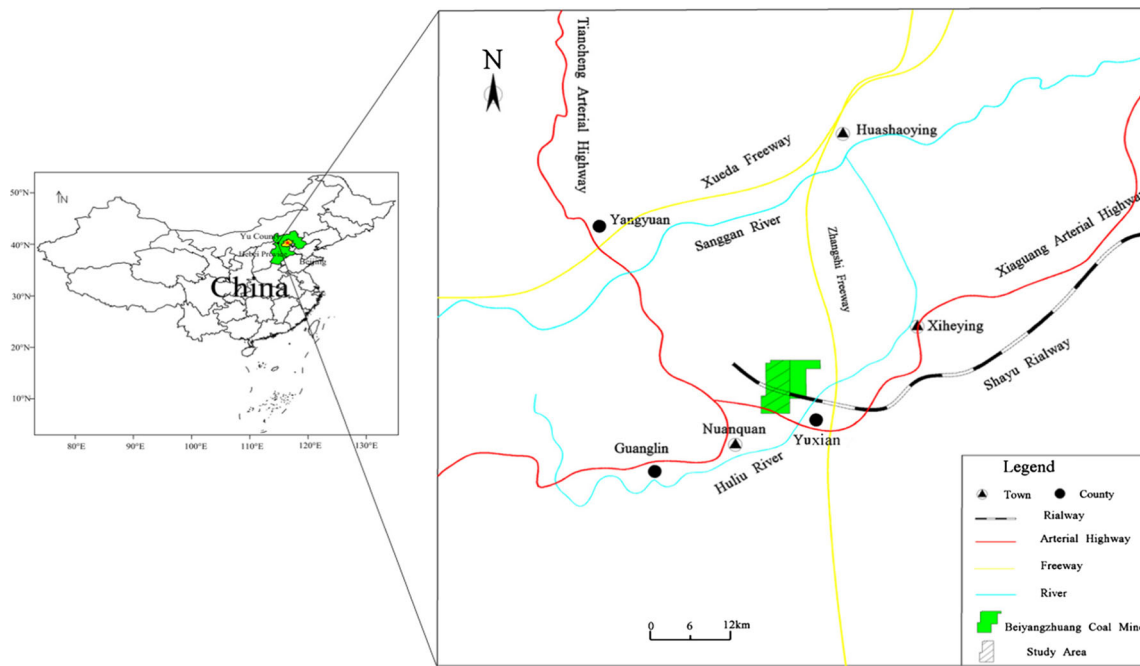 50°N
40°N
30°N
20°N
10°N
80°E
90°E
100°E
110°E
120°E
130°E
N
Yu County
Hebei Province
Beijing
China
N
Tiancheng Arterial Highway
Huashaoying
Xueda Freeway
Yangyuan
Sanggan River
Zhangshi Freeway
Xiaguang Arterial Highway
Xiheying
Shayu Rialway
Nuanquan
Yuxian
Guanglin
Huliu River
0 6 12km
Legend
Town County
Rialway
Arterial Highway
Freeway
River
Beiyangzhuang Coal Mine
Study Area